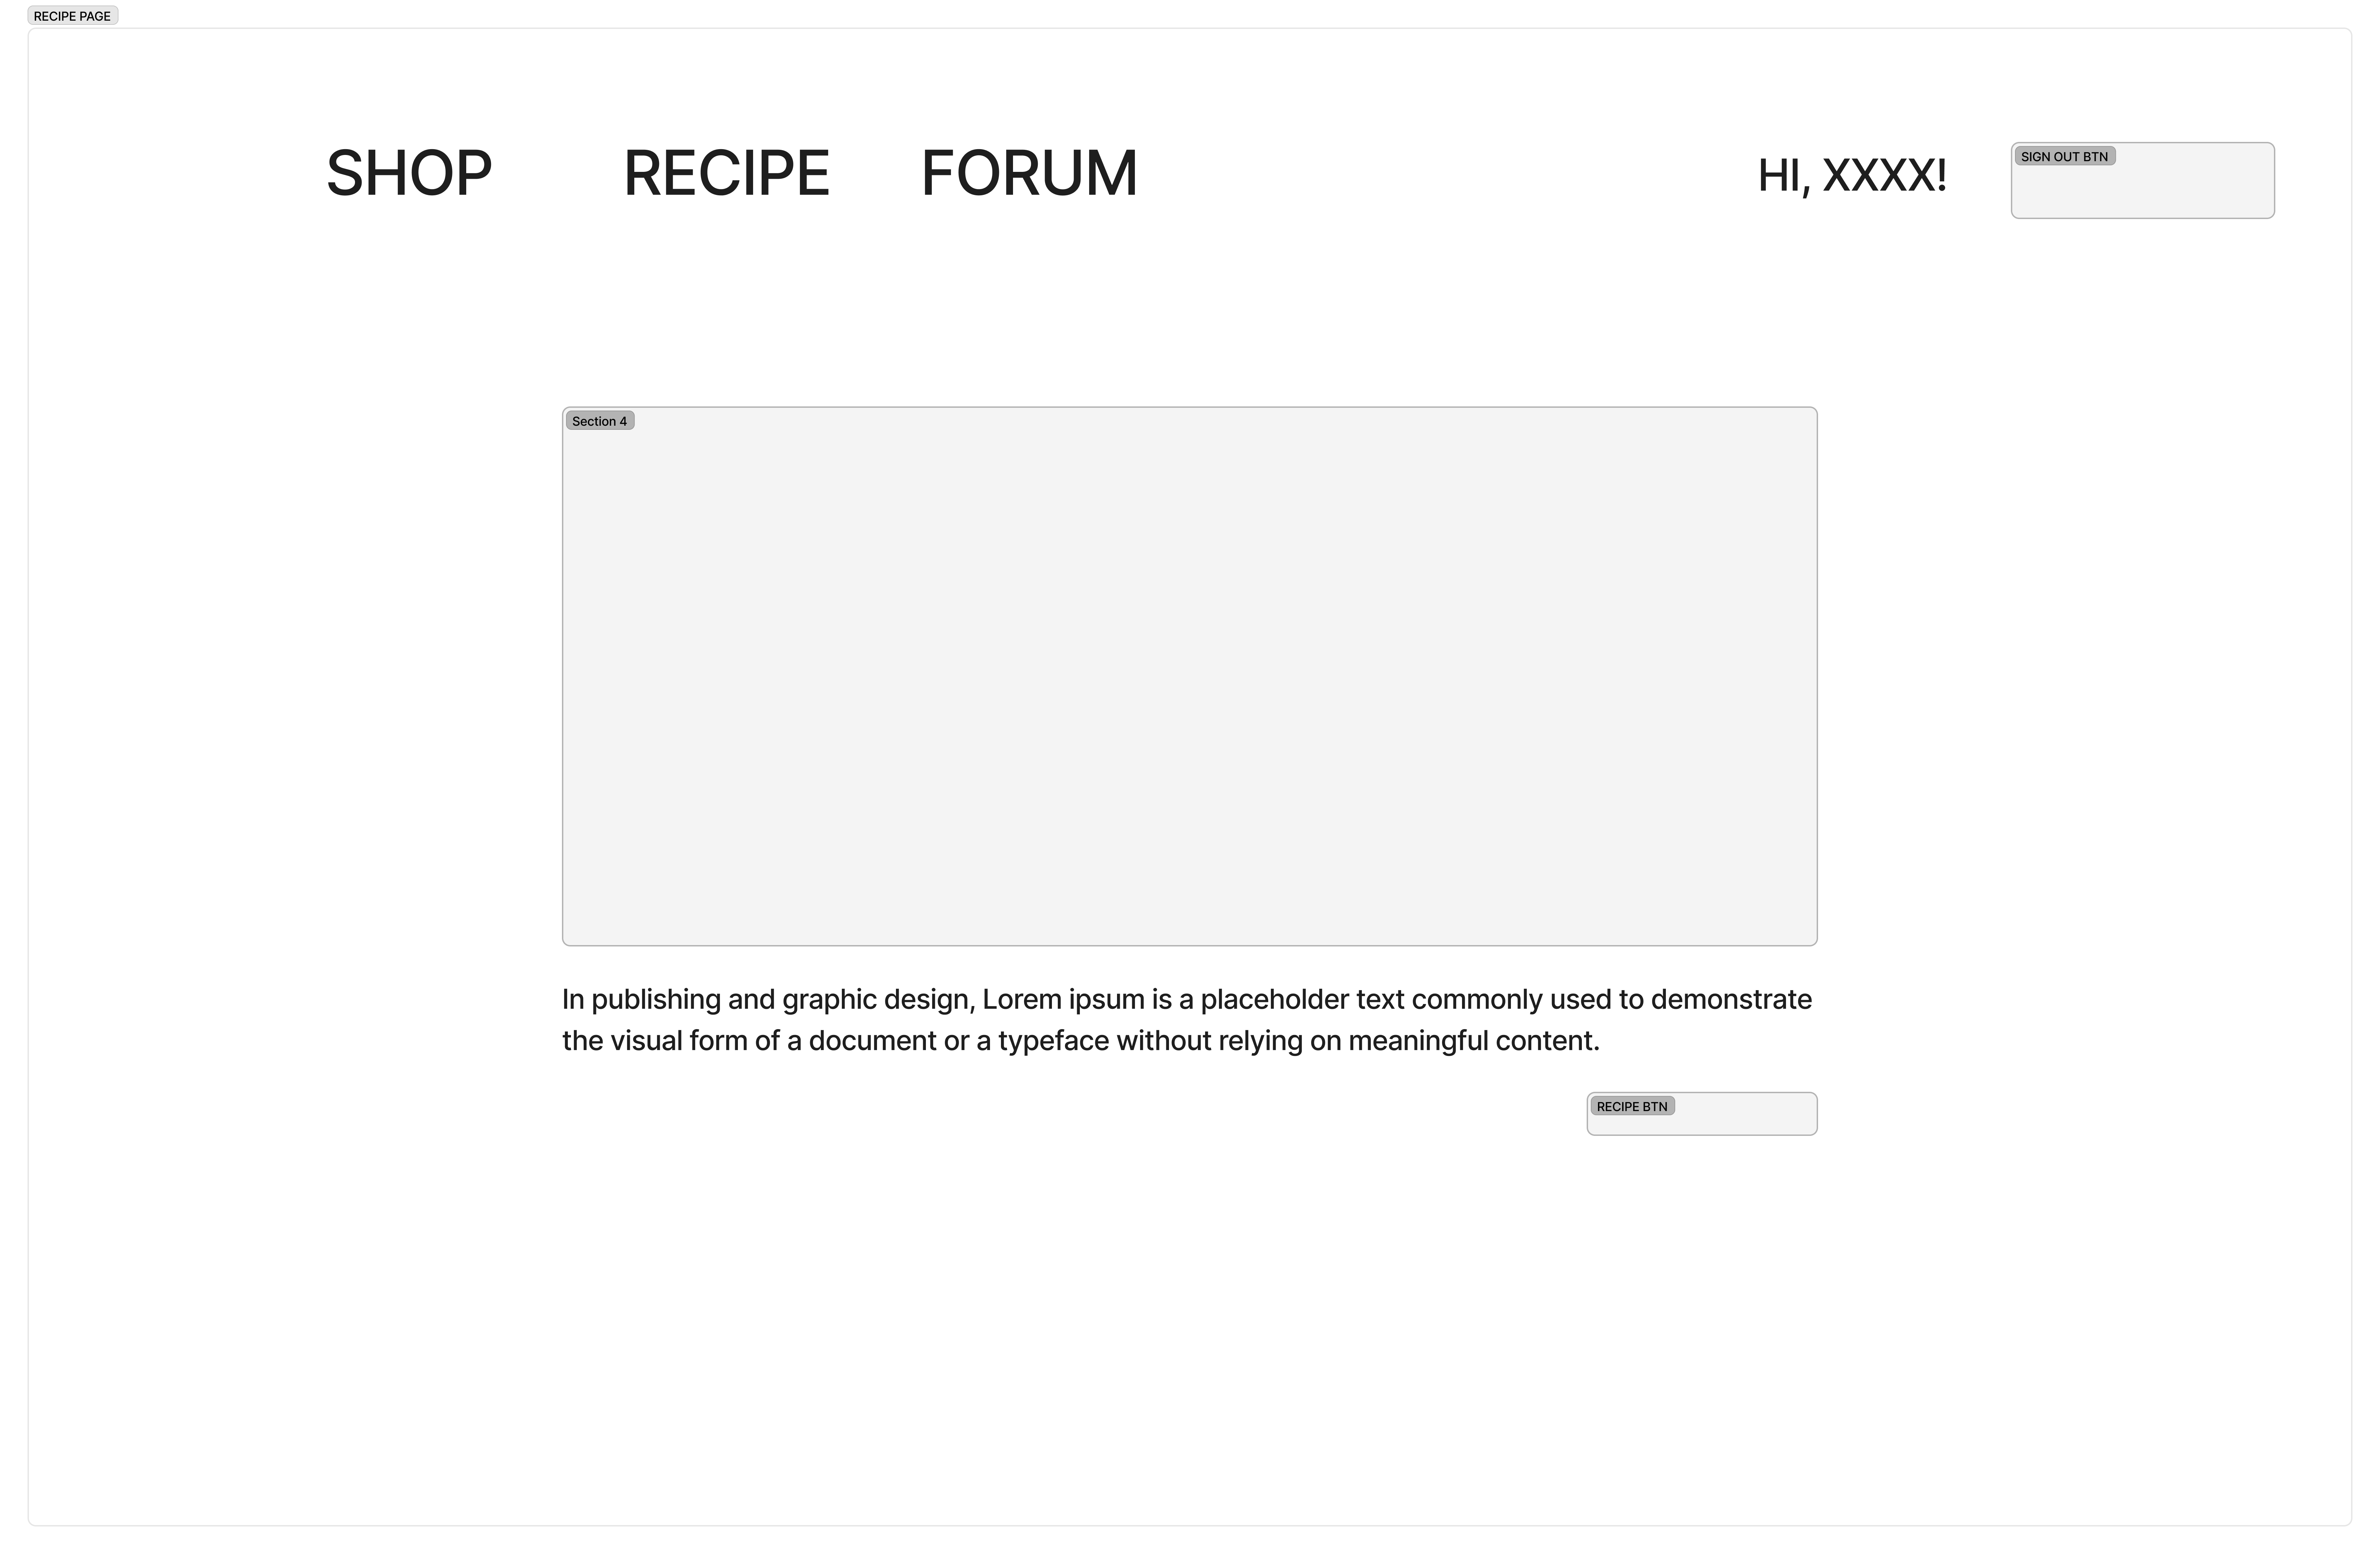 RECIPE PAGE
SHOP RECIPE FORUM HI, XXXX! SIGN OUT BTN
Section 4
In publishing and graphic design, Lorem ipsum is a placeholder text commonly used to demonstrate
the visual form of a document or a typeface without relying on meaningful content.
RECIPE BTN